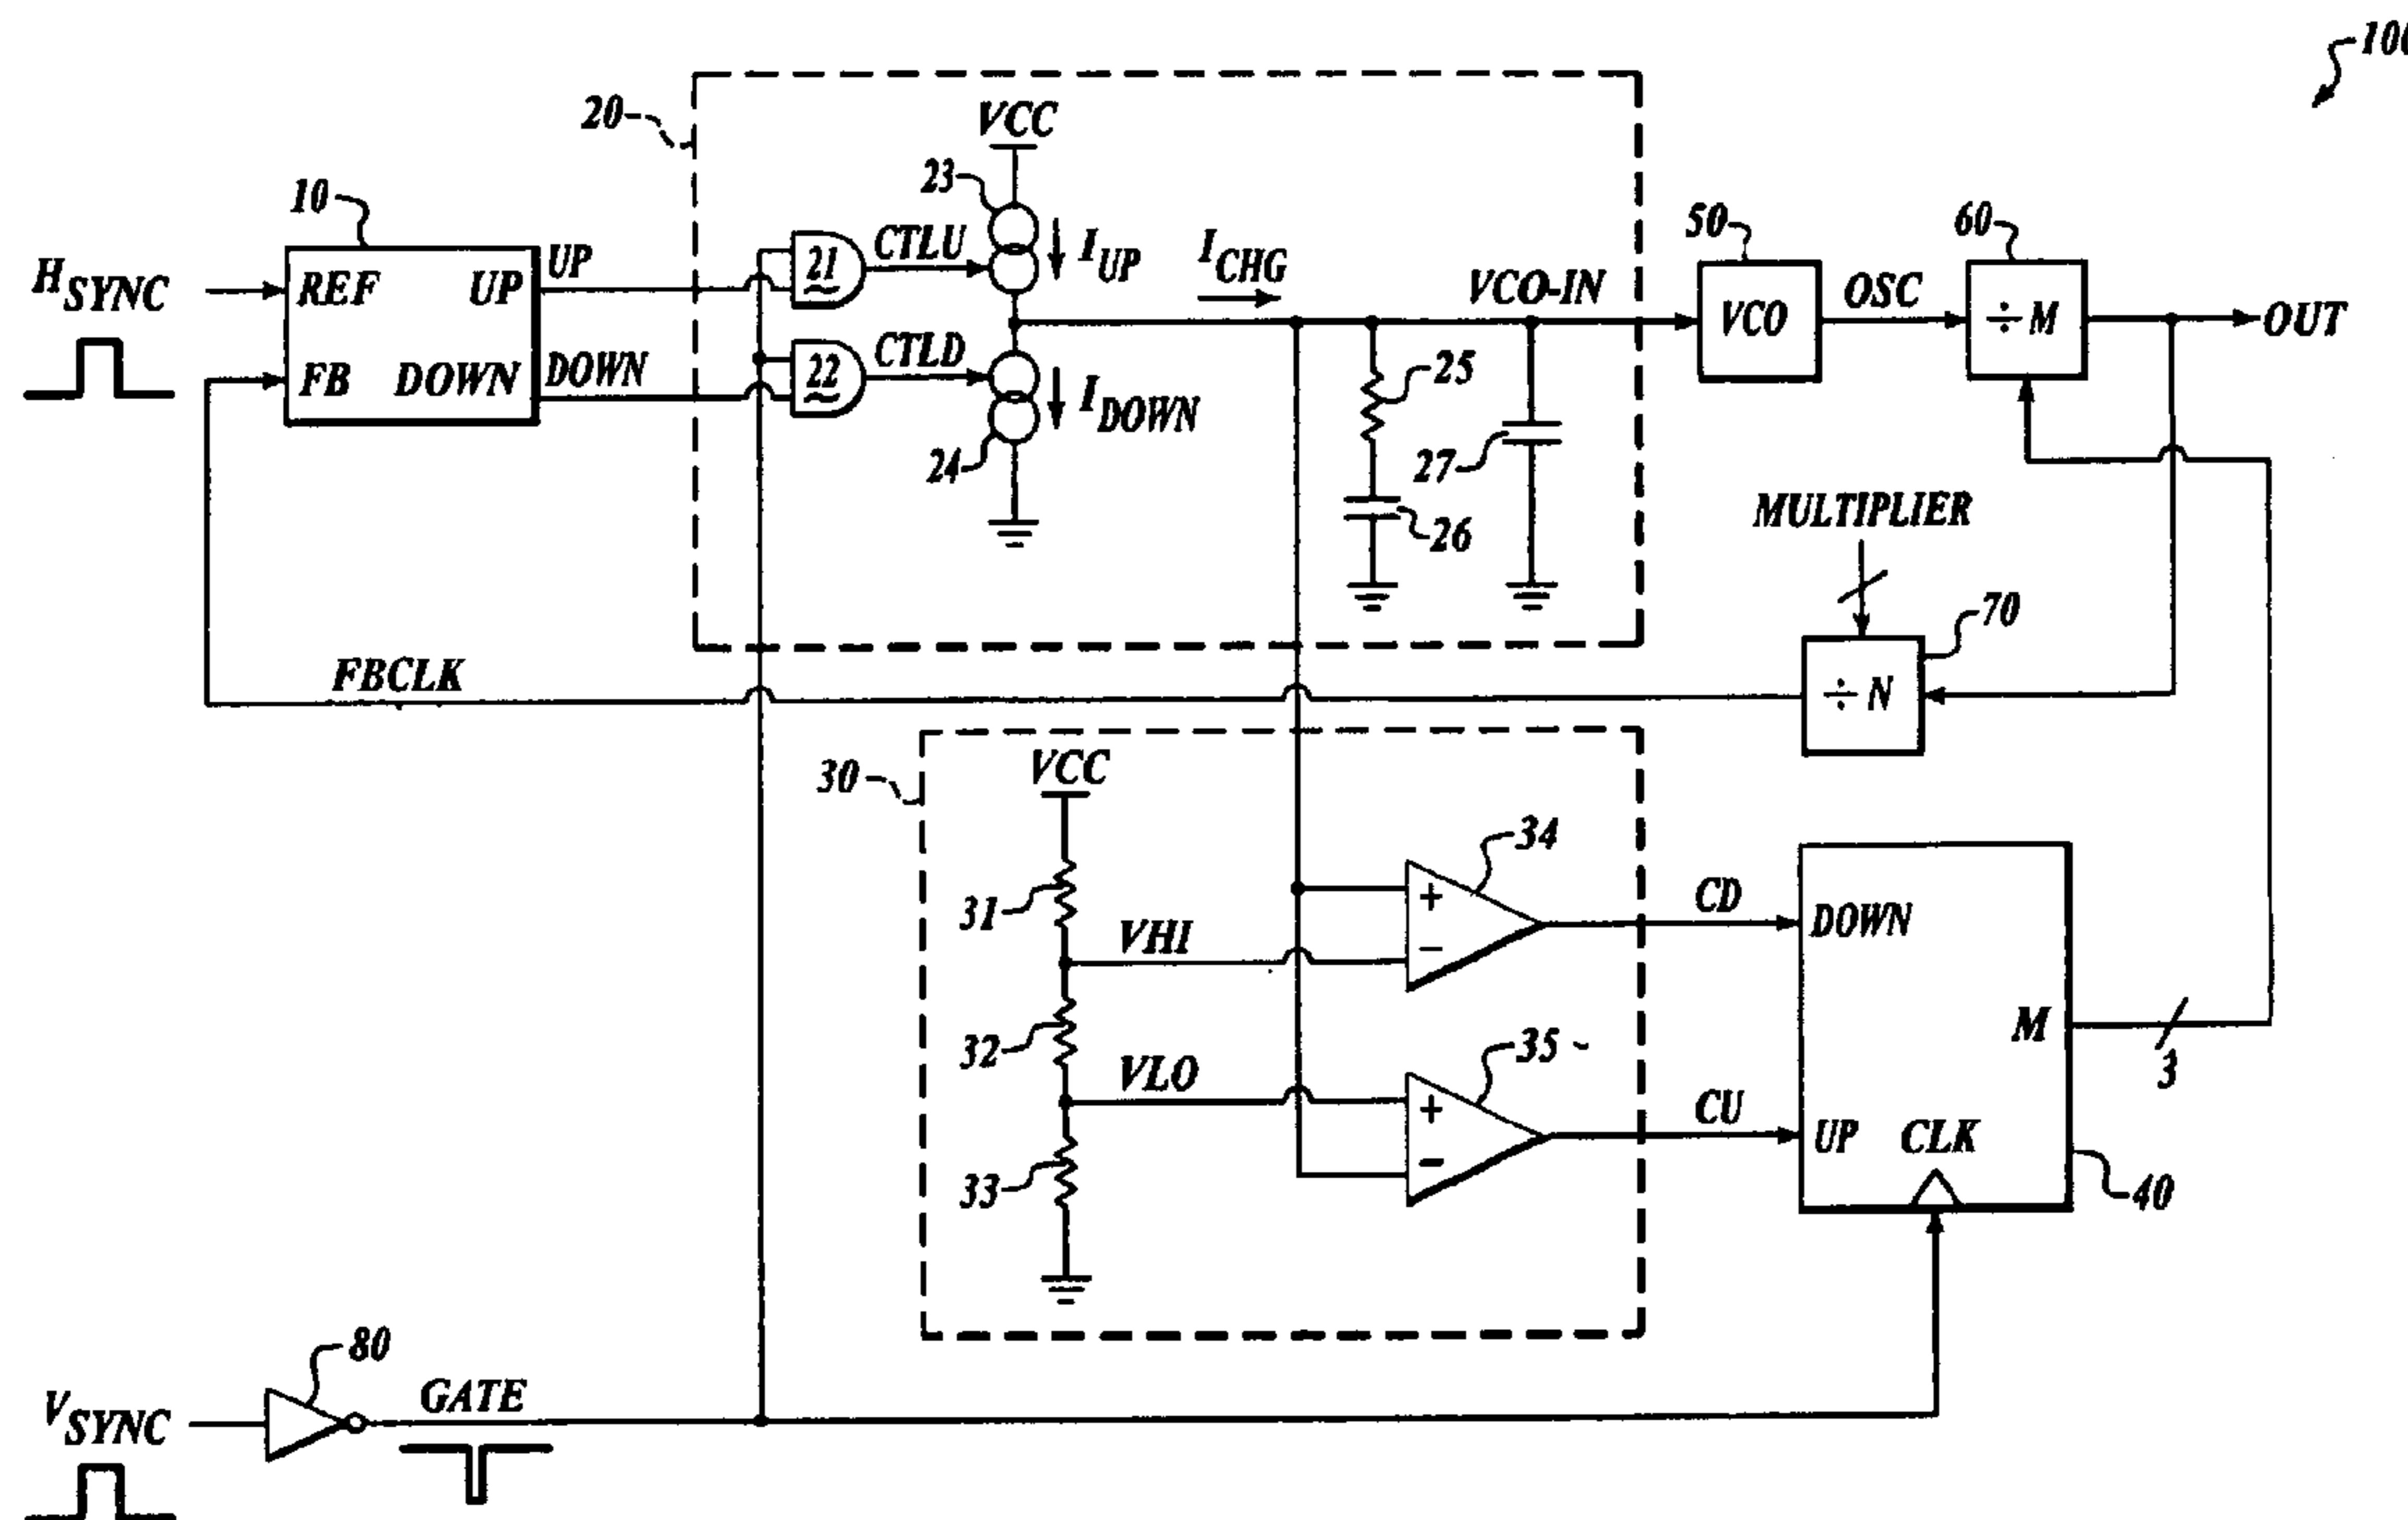 100
20
VCC
23
10
CTLU
I UP
I CHG
VCO-IN
50
60
H SYNC
REF
UP
UP
21
VCO
OSC
÷ M
OUT
FB
DOWN
DOWN
22
CTLD
I DOWN
24
25
27
26
MULTIPLIER
70
FBCLK
÷ N
30
VCC
34
31
VHI
+
−
CD
DOWN
32
VLO
35
+
−
CU
M
3
33
UP
CLK
40
80
V SYNC
GATE